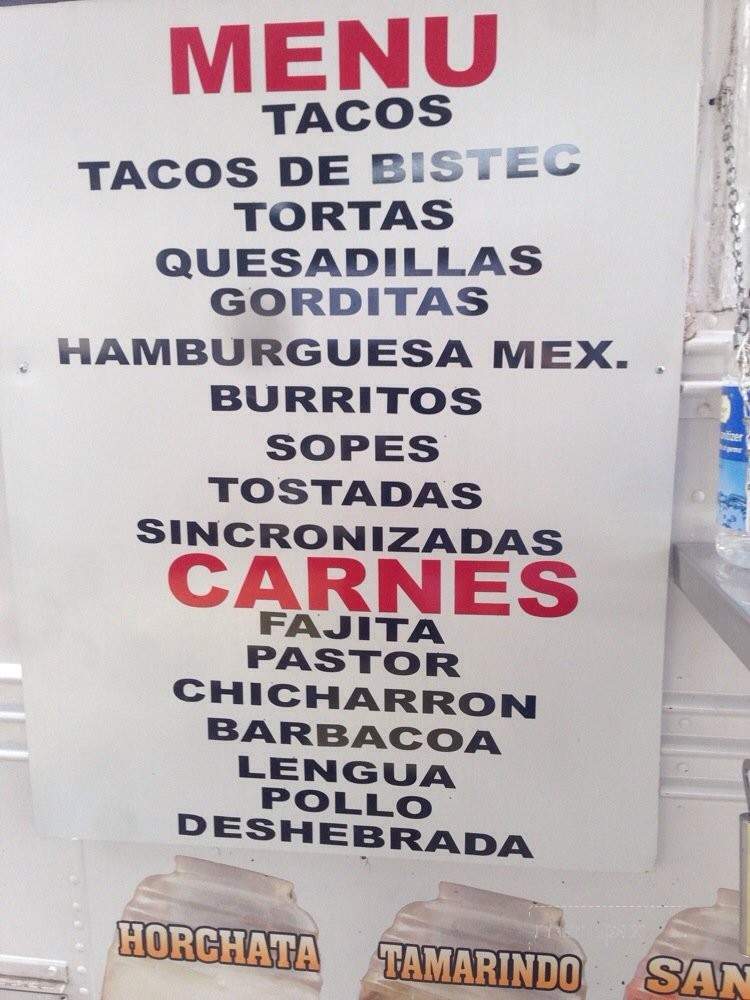 MENU
TACOS
TACOS DE BISTEC
TORTAS
QUESADILLAS
GORDITAS
HAMBURGUESA MEX.
BURRITOS
SOPES
TOSTADAS
SINCRONIZADAS
CARNES
FAJITA
PASTOR
CHICHARRON
BARBACOA
LENGUA
POLLO
DESHEBRADA
HORCHATA
TAMARINDO
SAN